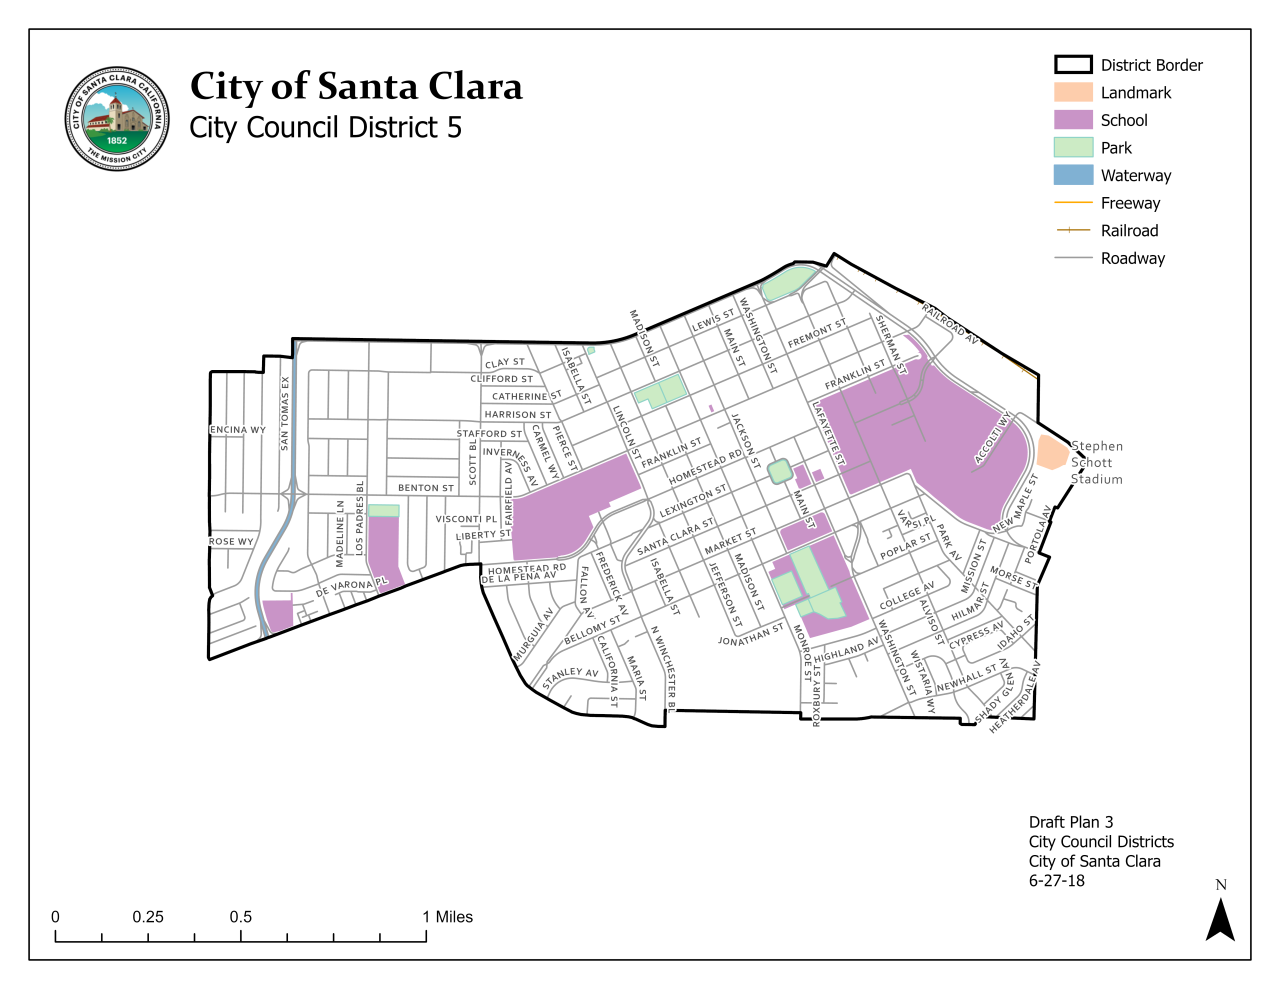 CITY OF SANTA CLARA CALIFORNIA
1852
THE MISSION CITY
City of Santa Clara
City Council District 5
District Border
Landmark
School
Park
Waterway
Freeway
Railroad
Roadway
MADISON ST
LEWIS ST
WASHINGTON ST
MAIN ST
FREMONT ST
SHERMAN ST
RAILROAD AV
CLAY ST
CLIFFORD ST
CATHERINE ST
HARRISON ST
STAFFORD ST
ISABELLA ST
FRANKLIN ST
SAN TOMAS EX
ENCINA WY
LINCOLN ST
LAFAYETTE ST
JACKSON ST
ACCOLTI WY
Stephen
Schott
Stadium
SCOTT BL
INVERNESS AV
CARMEL WY
PIERCE ST
FRANKLIN ST
HOMESTEAD RD
BENTON ST
FAIRFIELD AV
LEXINGTON ST
MAIN ST
MAPLE ST
NEW
PORTOLA AV
MADELINE LN
LOS PADRES BL
VISCONTI PL
LIBERTY ST
SANTA CLARA ST
MARKET ST
VARSI PL
PARK AV
POPLAR ST
ROSE WY
HOMESTEAD RD
DE LA PENA AV
DE VARONA PL
FALLON AV
FREDERICK AV
ISABELLA ST
JEFFERSON ST
MADISON ST
MISSION ST
MORSE ST
COLLEGE AV
ALVISO ST
HILMAR ST
CYPRESS AV
IDAHO ST
MURGUIA AV
BELLOMY ST
CALIFORNIA ST
MARIA ST
N WINCHESTER BL
JONATHAN ST
MONROE ST
HIGHLAND AV
WASHINGTON ST
WISTARIA WY
STANLEY AV
ROXBURY ST
NEWHALL ST
SHADY GLEN AV
HEATHERDALE AV
Draft Plan 3
City Council Districts
City of Santa Clara
6-27-18
N
0 0.25 0.5 1 Miles